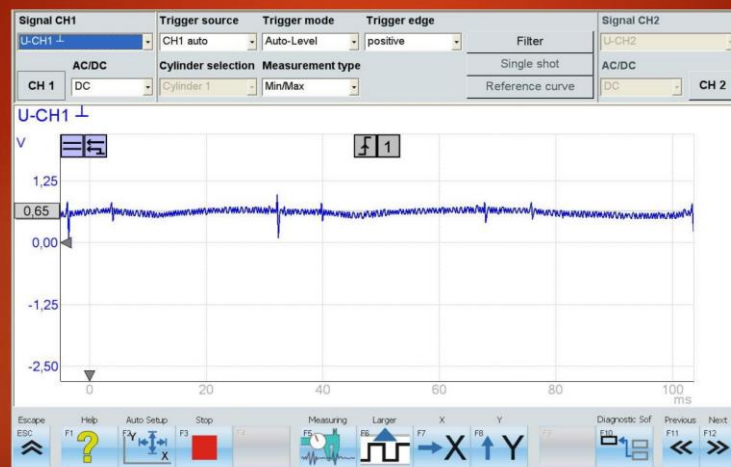 Signal CH1 Trigger source Trigger mode Trigger edge Signal CH2
U-CH1 ⊥ CH1 auto Auto-Level positive Filter U-CH2
AC/DC Cylinder selection Measurement type Single shot AC/DC
CH 1 DC Cylinder 1 Min/Max Reference curve DC CH 2
U-CH1 ⊥
V
1
1,25
0,65
0,00
-1,25
-2,50
0 20 40 60 80 100
ms
Escape Help Auto Setup Stop Measuring Larger X Y Diagnostic Sof Previous Next
ESC F1 ? F2 Y X F3 F4 F5 F6 F7 X F8 Y F9 F10 F11 F12